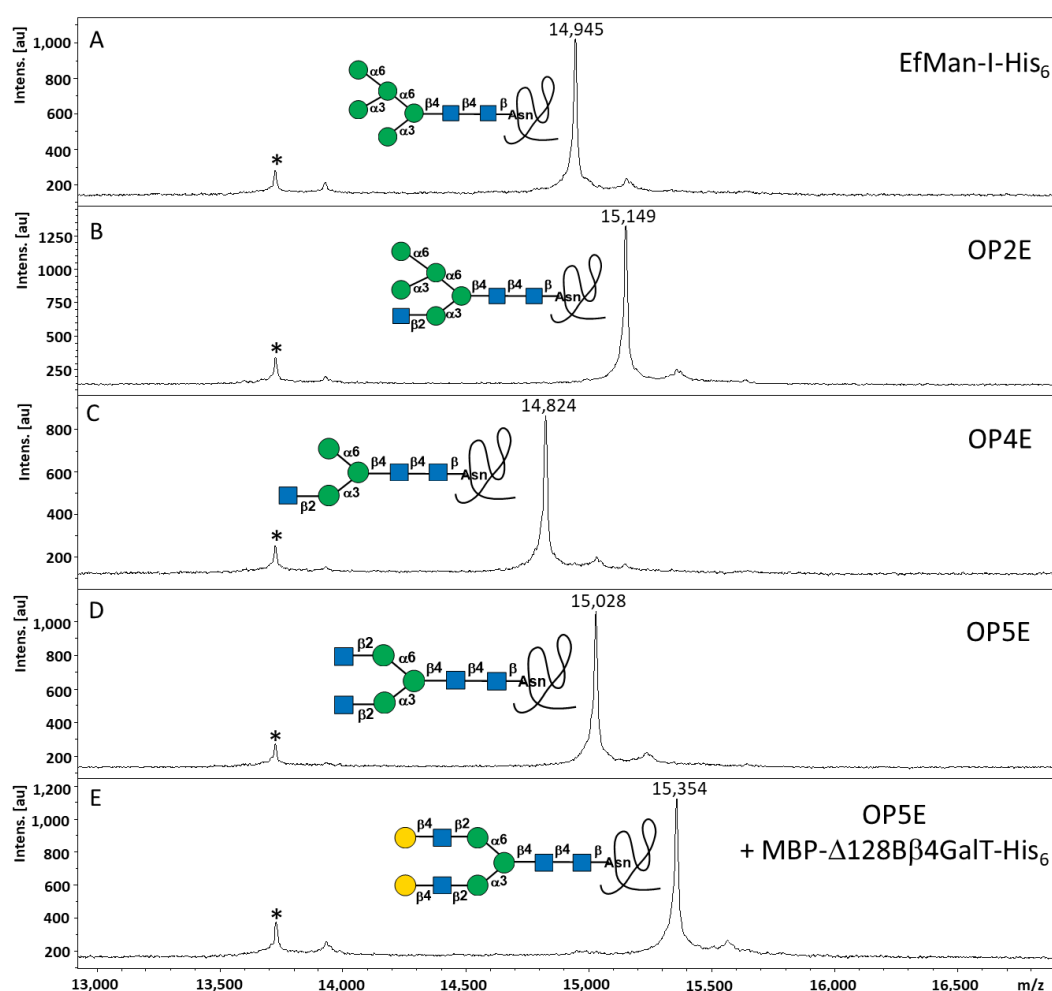 Intens. [au]
1,000
800
600
400
200
A
14,945
EfMan-I-His6
α6
α6
α3
β4
β4
β
Asn
α3
*
Intens. [au]
1250
1000
750
500
250
B
15,149
OP2E
α6
α6
α3
β4
β4
β
Asn
β2
α3
*
Intens. [au]
800
600
400
200
C
14,824
OP4E
α6
β4
β4
β
Asn
α3
β2
*
Intens. [au]
1,000
800
600
400
200
D
15,028
OP5E
β2
α6
β4
β4
β
Asn
α3
β2
*
Intens. [au]
1,200
1,000
800
600
400
200
E
15,354
OP5E
+ MBP-Δ128Bβ4GalT-His6
β4
β2
α6
β4
β4
β
Asn
α3
β4
β2
*
13,000
13,500
14,000
14,500
15,000
15,500
16,000
16,500
m/z